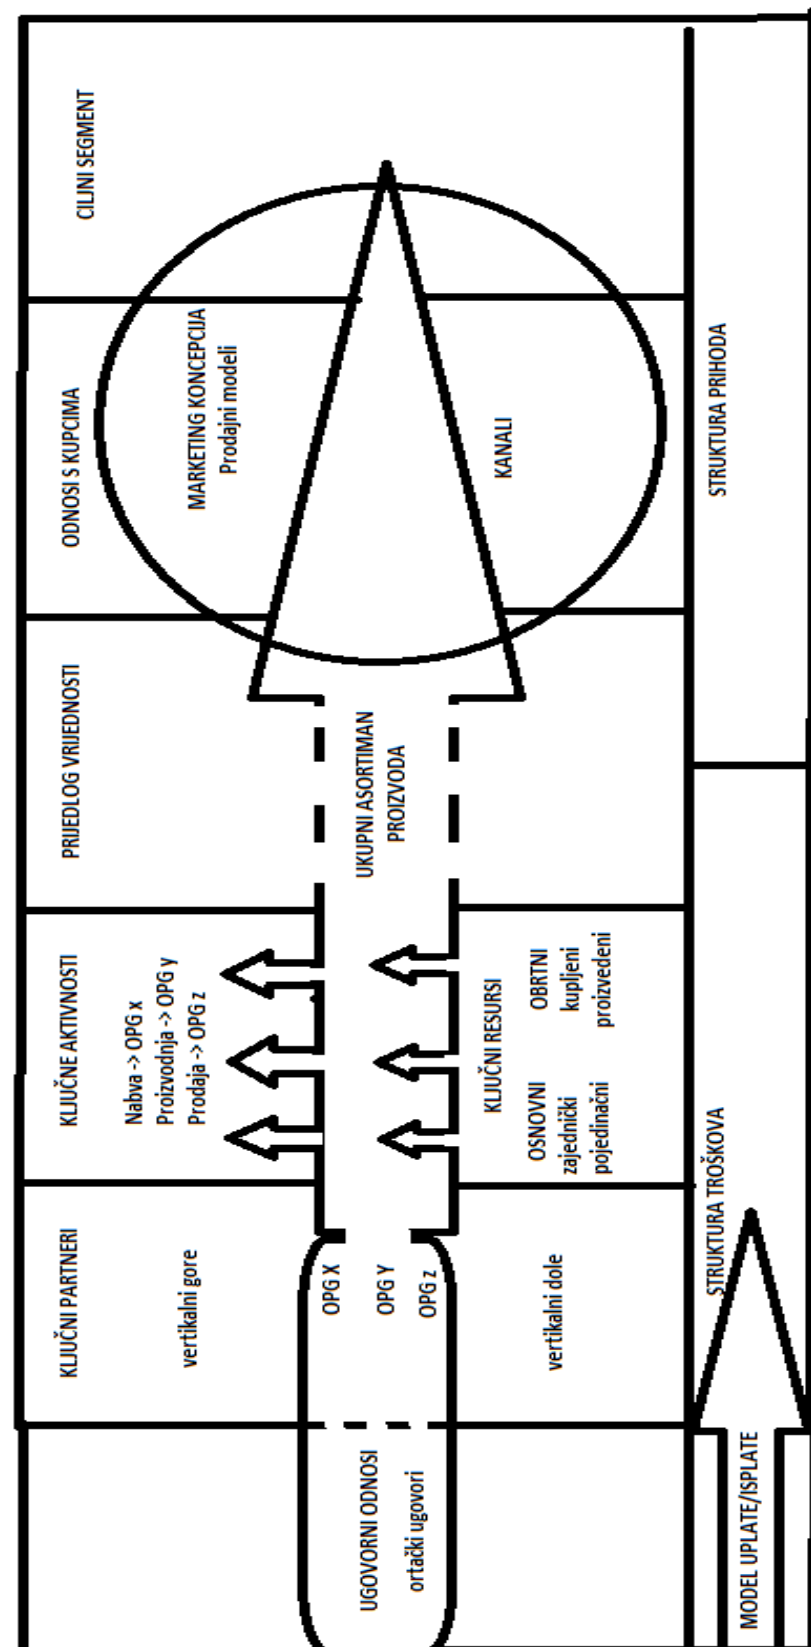 KLJUČNI PARTNERI
vertikalni gore
KLJUČNE AKTIVNOSTI
Nabva -> OPG x
Proizvodnja -> OPG y
Prodaja -> OPG z
PRIJEDLOG VRIJEDNOSTI
ODNOSI S KUPCIMA
MARKETING KONCEPCIJA
Prodajni modeli
CILJNI SEGMENT
UGOVORNI ODNOSI
ortački ugovori
OPG X
OPG Y
OPG z
UKUPNI ASORTIMAN
PROIZVODA
vertikalni dole
KLJUČNI RESURSI
OSNOVNI
zajednički
pojedinačni
OBRTNI
kupljeni
proizvedeni
KANALI
MODEL UPLATE/ISPLATE
STRUKTURA TROŠKOVA
STRUKTURA PRIHODA